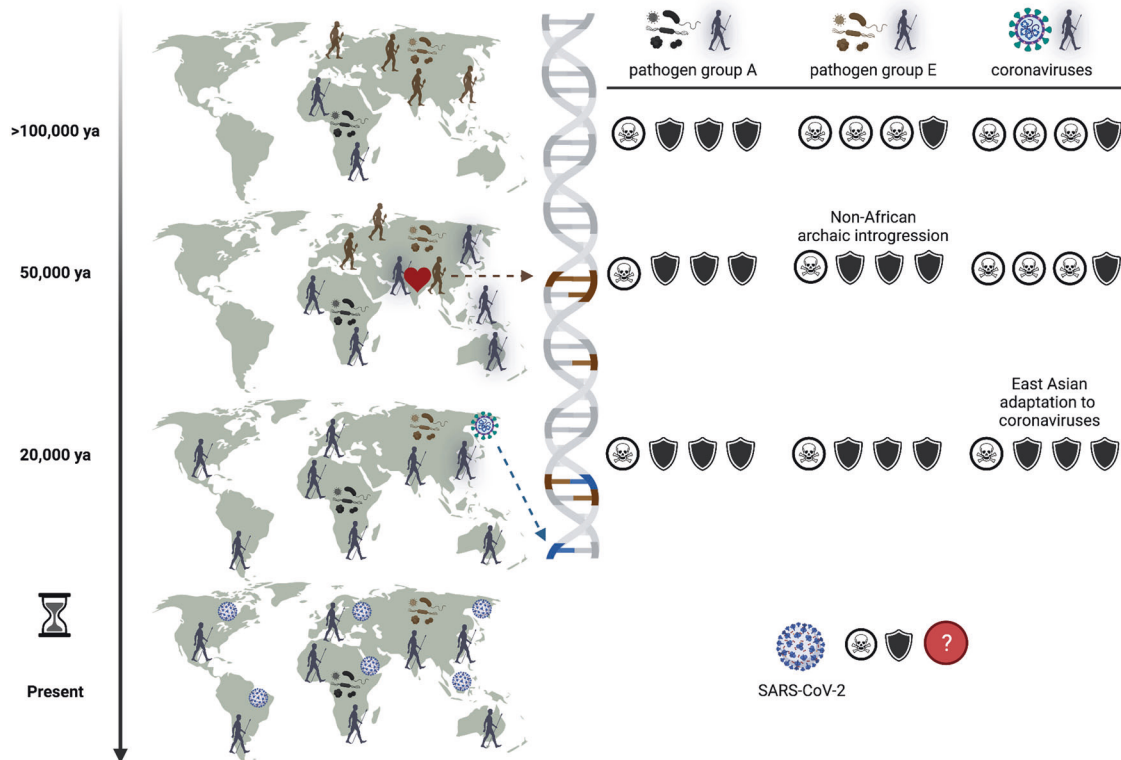 pathogen group A
pathogen group E
coronaviruses
>100,000 ya
Non-African
archaic introgression
50,000 ya
East Asian
adaptation to
coronaviruses
20,000 ya
?
SARS-CoV-2
Present